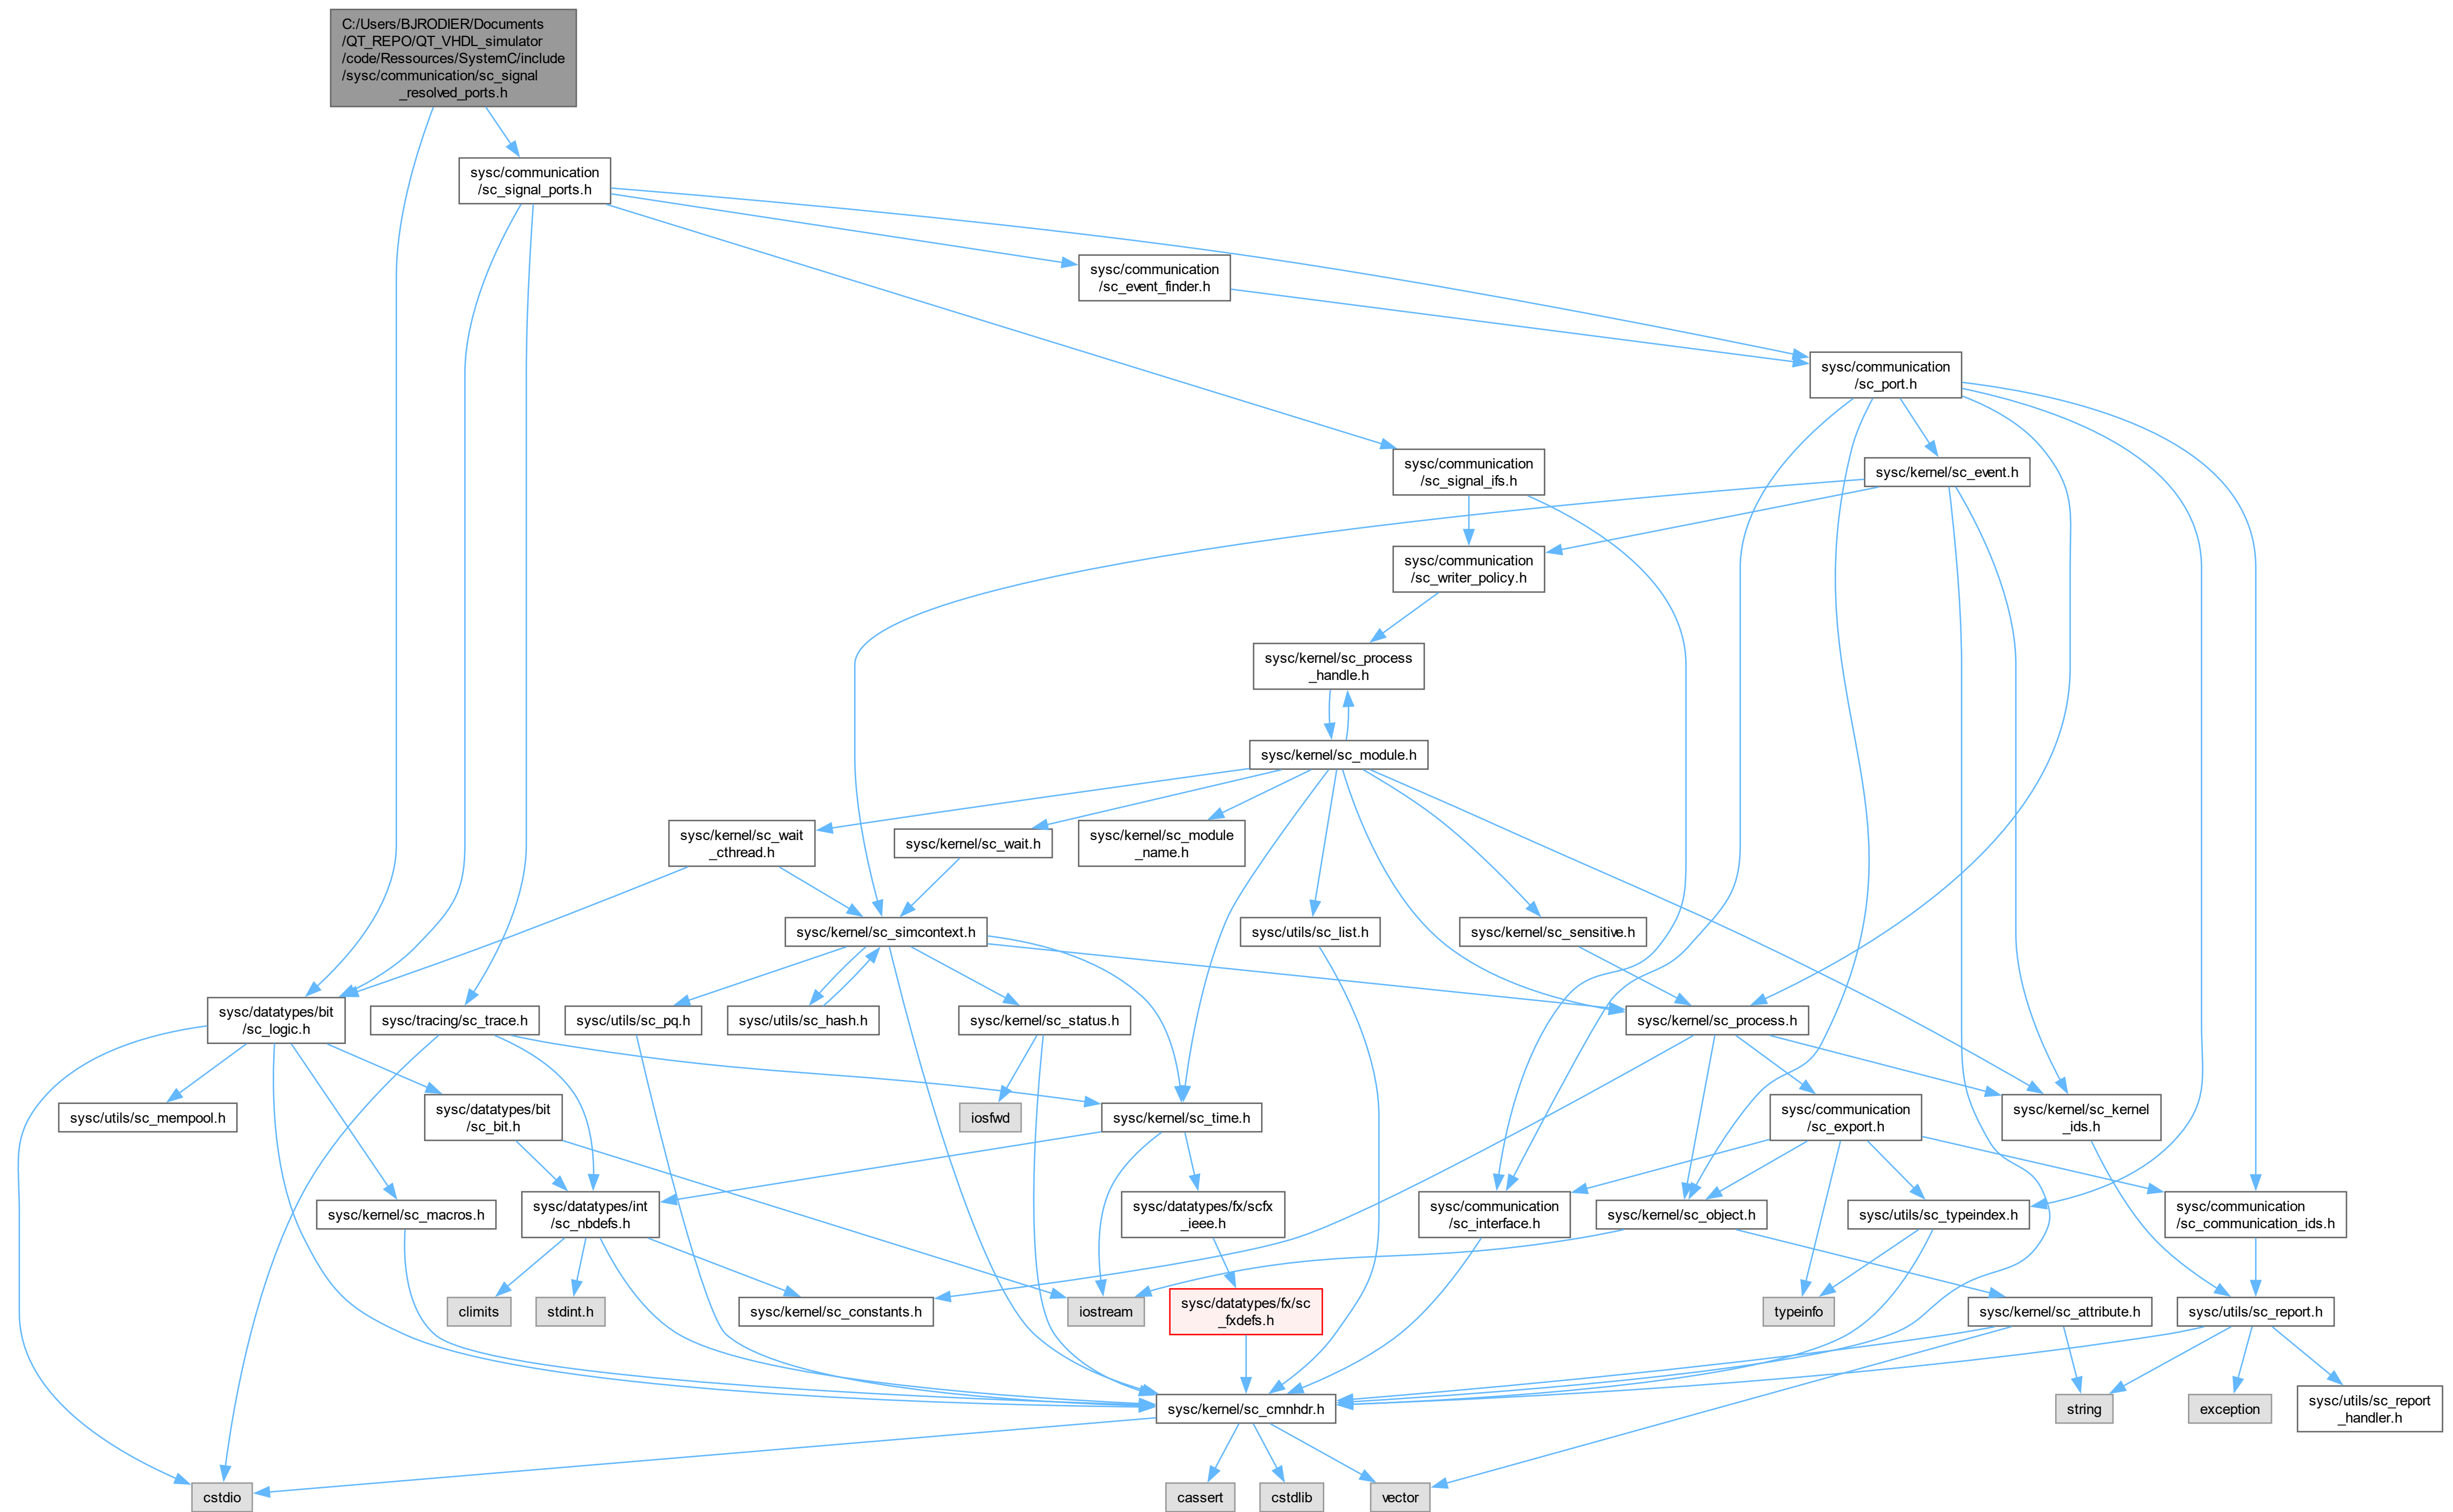 C:/Users/BJRODIER/Documents
/QT_REPO/QT_VHDL_simulator
/code/Ressources/SystemC/include
/sysc/communication/sc_signal
_resolved_ports.h
sysc/communication
/sc_signal_ports.h
sysc/communication
/sc_event_finder.h
sysc/communication
/sc_port.h
sysc/communication
/sc_signal_ifs.h
sysc/kernel/sc_event.h
sysc/communication
/sc_writer_policy.h
sysc/kernel/sc_process
_handle.h
sysc/kernel/sc_module.h
sysc/kernel/sc_wait
_cthread.h
sysc/kernel/sc_wait.h
sysc/kernel/sc_module
_name.h
sysc/kernel/sc_simcontext.h
sysc/utils/sc_list.h
sysc/kernel/sc_sensitive.h
sysc/datatypes/bit
/sc_logic.h
sysc/tracing/sc_trace.h
sysc/utils/sc_pq.h
sysc/utils/sc_hash.h
sysc/kernel/sc_status.h
sysc/kernel/sc_process.h
sysc/utils/sc_mempool.h
sysc/datatypes/bit
/sc_bit.h
iosfwd
sysc/kernel/sc_time.h
sysc/communication
/sc_export.h
sysc/kernel/sc_kernel
_ids.h
sysc/kernel/sc_macros.h
sysc/datatypes/int
/sc_nbdefs.h
sysc/datatypes/fx/scfx
_ieee.h
sysc/communication
/sc_interface.h
sysc/kernel/sc_object.h
sysc/utils/sc_typeindex.h
sysc/communication
/sc_communication_ids.h
climits
stdint.h
sysc/kernel/sc_constants.h
iostream
sysc/datatypes/fx/sc
_fxdefs.h
typeinfo
sysc/kernel/sc_attribute.h
sysc/utils/sc_report.h
sysc/kernel/sc_cmnhdr.h
string
exception
sysc/utils/sc_report
_handler.h
cstdio
cassert
cstdlib
vector